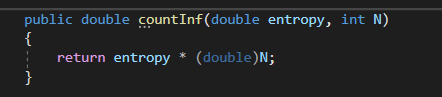 public double countInf(double entropy, int N)
{
return entropy * (double)N;
}